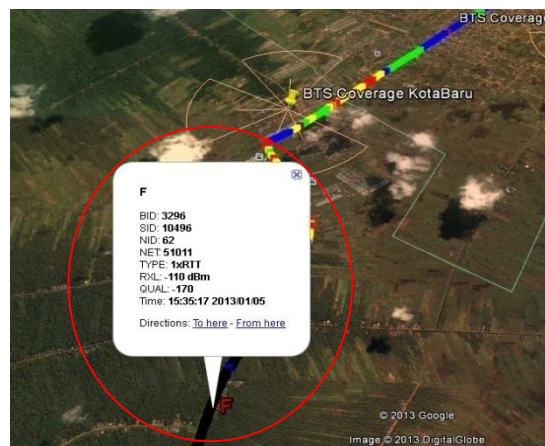 BTS Coverage
BTS Coverage KotaBaru
F
BID: 3296
SID: 10496
NID: 62
NET: 51011
TYPE: 1xRTT
RXL: -110 dBm
QUAL: -170
Time: 15:35:17 2013/01/05
Directions: To here - From here
F
© 2013 Google
Image © 2013 DigitalGlobe